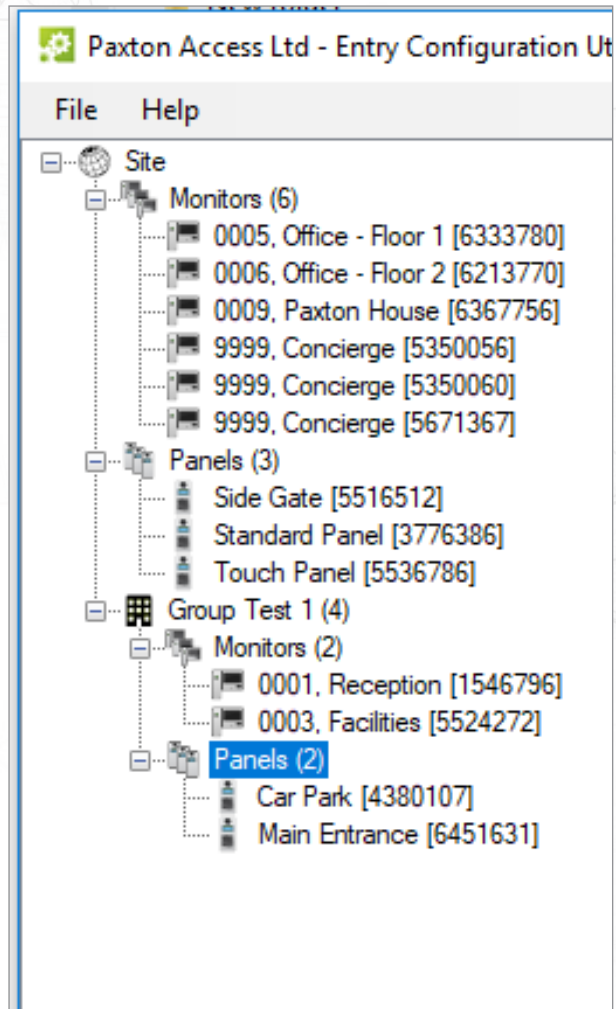 Paxton Access Ltd - Entry Configuration Ut
File Help
Site
Monitors (6)
0005, Office - Floor 1 [6333780]
0006, Office - Floor 2 [6213770]
0009, Paxton House [6367756]
9999, Concierge [5350056]
9999, Concierge [5350060]
9999, Concierge [5671367]
Panels (3)
Side Gate [5516512]
Standard Panel [3776386]
Touch Panel [5536786]
Group Test 1 (4)
Monitors (2)
0001, Reception [1546796]
0003, Facilities [5524272]
Panels (2)
Car Park [4380107]
Main Entrance [6451631]